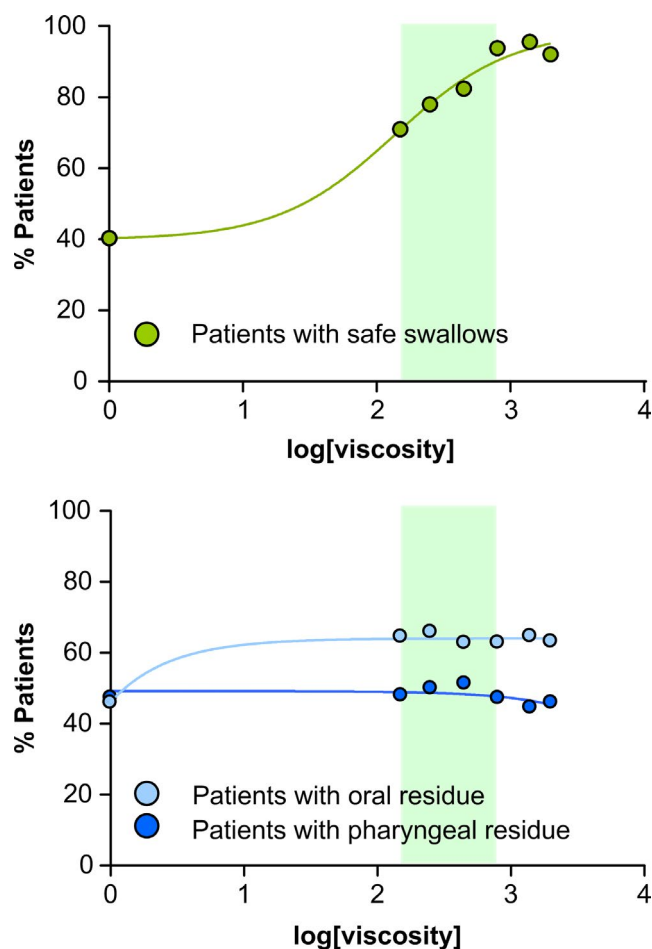 100
80
60
40
20
0
% Patients
Patients with safe swallows
0 1 2 3 4
log[viscosity]
100
80
60
40
20
0
% Patients
Patients with oral residue
Patients with pharyngeal residue
0 1 2 3 4
log[viscosity]